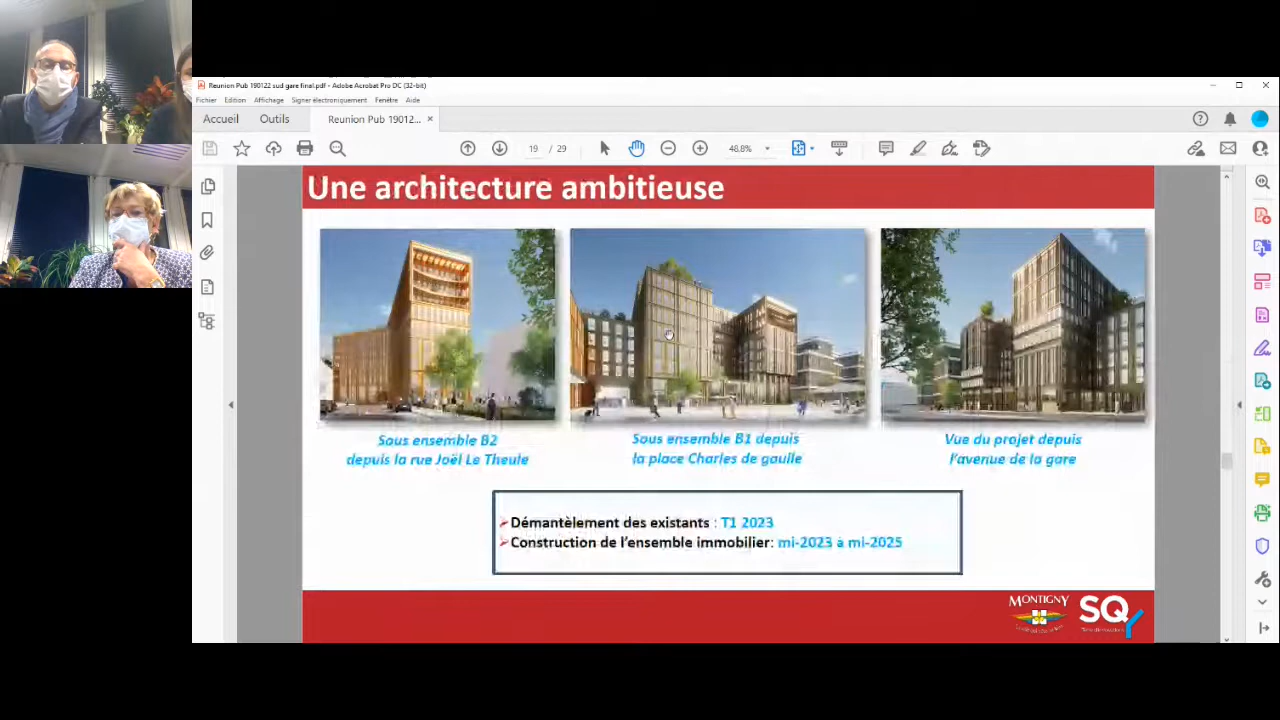 Reunion Pub 190122 sud gare final.pdf - Adobe Acrobat Pro DC (32-bit)
Fichier Edition Affichage Signer électroniquement Fenêtre Aide
Accueil Outils Reunion Pub 19012... ×
19 / 29 48,8%
Une architecture ambitieuse
Sous ensemble B2
depuis la rue Joël Le Theule
Sous ensemble B1 depuis
la place Charles de gaulle
Vue du projet depuis
l'avenue de la gare
➢Démantèlement des existants : T1 2023
➢Construction de l'ensemble immobilier: mi-2023 à mi-2025
MONTIGNY SQY